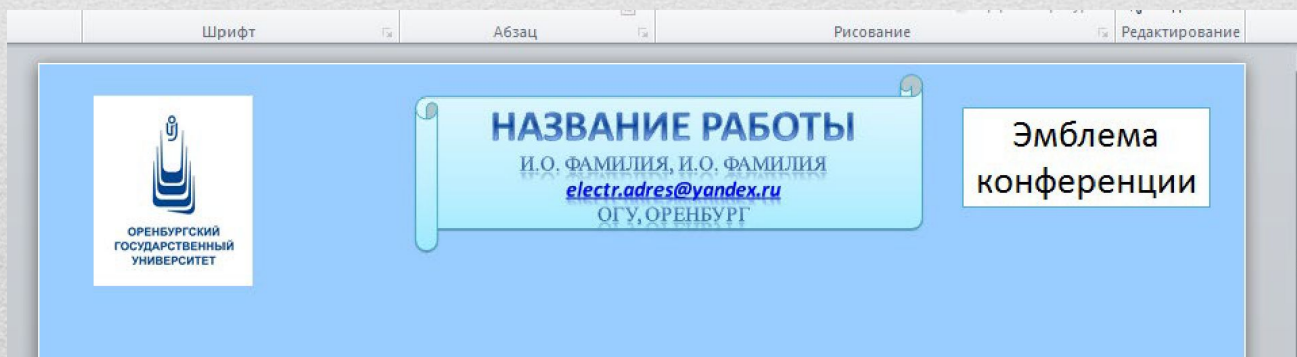 Шрифт
Абзац
Рисование
Редактирование
ОРЕНБУРГСКИЙ
ГОСУДАРСТВЕННЫЙ
УНИВЕРСИТЕТ
НАЗВАНИЕ РАБОТЫ
И.О. ФАМИЛИЯ, И.О. ФАМИЛИЯ
electr.adres@yandex.ru
ОГУ, ОРЕНБУРГ
Эмблема
конференции